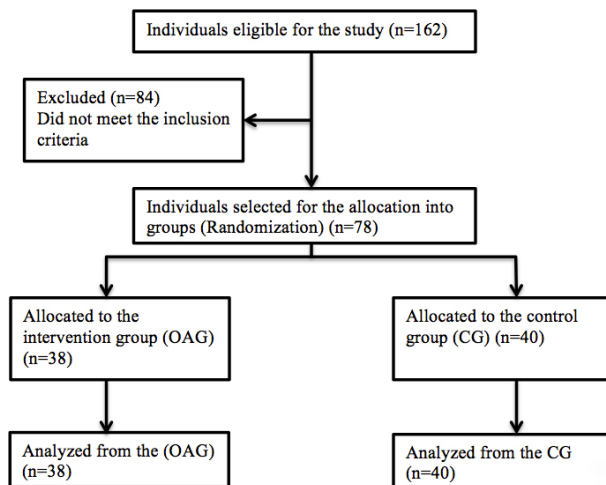 Individuals eligible for the study (n=162)
Excluded (n=84)
Did not meet the inclusion
criteria
Individuals selected for the allocation into
groups (Randomization) (n=78)
Allocated to the
intervention group (OAG)
(n=38)
Allocated to the control
group (CG) (n=40)
Analyzed from the (OAG)
(n=38)
Analyzed from the CG
(n=40)